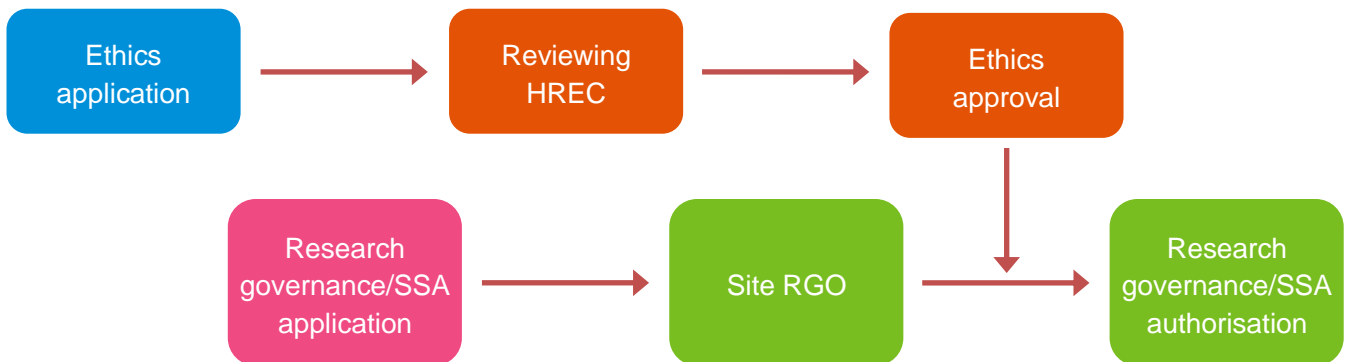 Ethics
application
Reviewing
HREC
Ethics
approval
Research
governance/SSA
application
Site RGO
Research
governance/SSA
authorisation